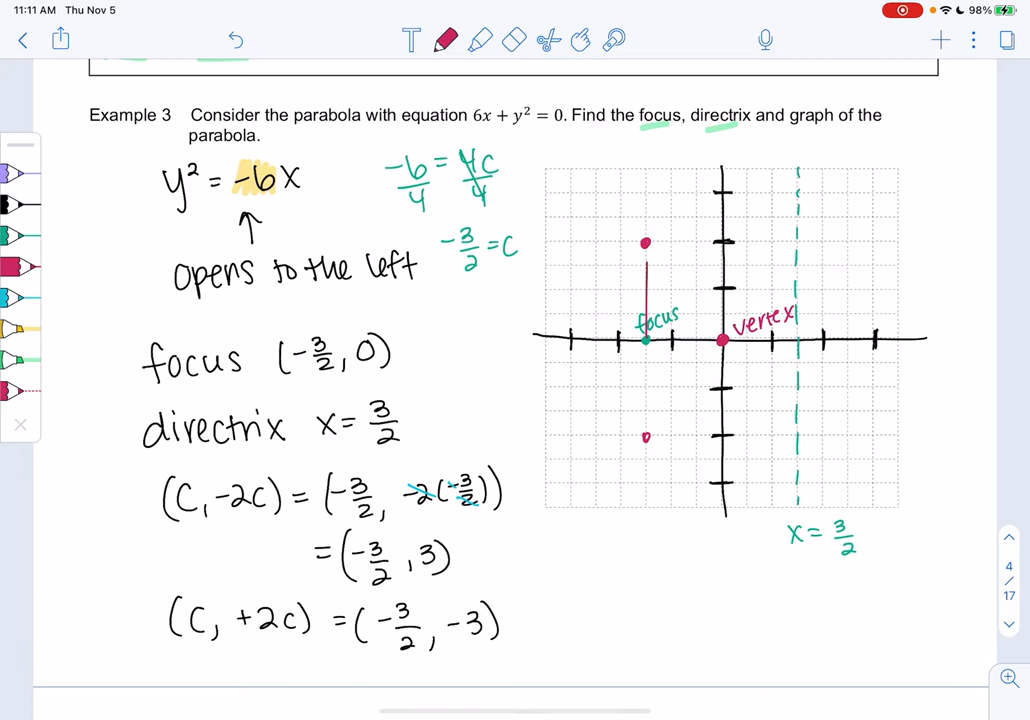 11:11 AM Thu Nov 5
98%
T
Example 3 Consider the parabola with equation 6x + y² = 0. Find the focus, directrix and graph of the
parabola.
y² = -6x
-6/4 = 4c/4
-3/2 = c
opens to the left
focus
vertex
focus (-3/2, 0)
directrix x = 3/2
(c, -2c) = (-3/2, -2(-3/2))
x = 3/2
= (-3/2, 3)
(c, +2c) = (-3/2, -3)
4
/
17